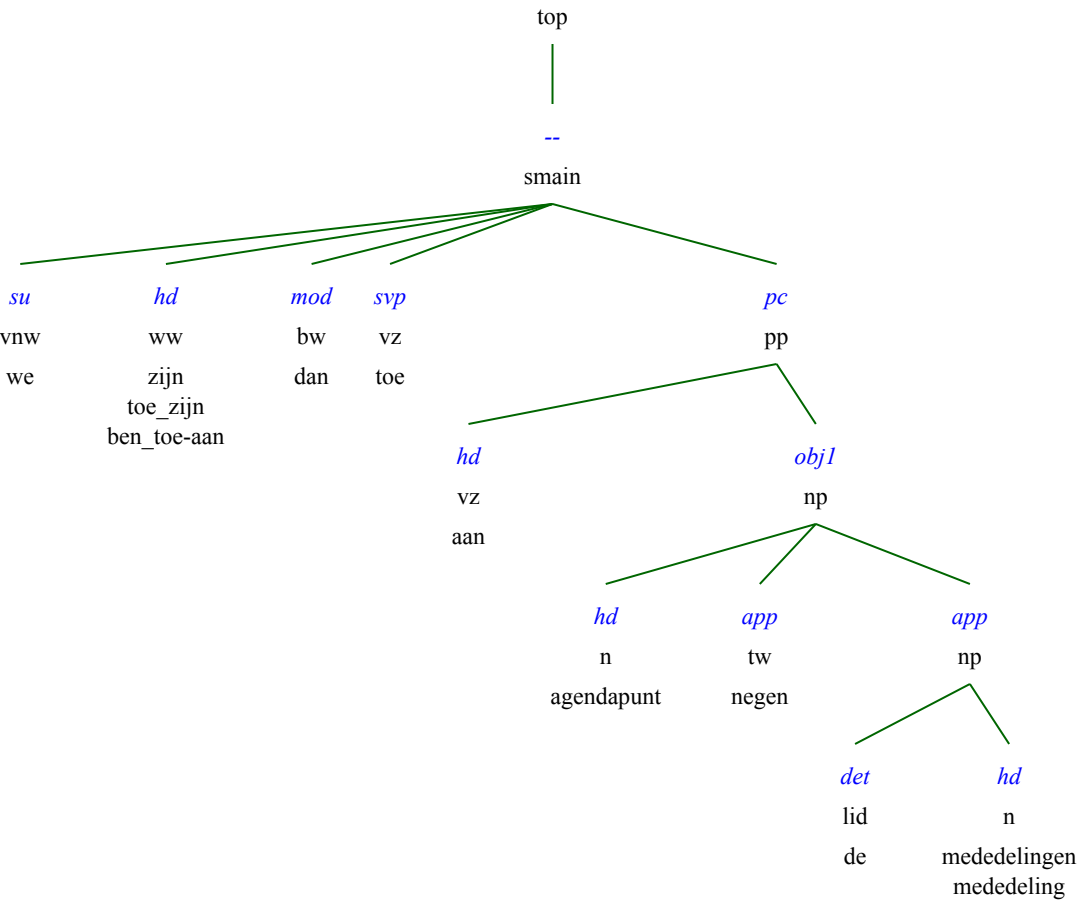 top
--
smain
su hd mod svp pc
vnw ww bw vz pp
we zijn dan toe
toe_zijn
ben_toe-aan
hd obj1
vz np
aan
hd app app
n tw np
agendapunt negen
det hd
lid n
de mededelingen
mededeling